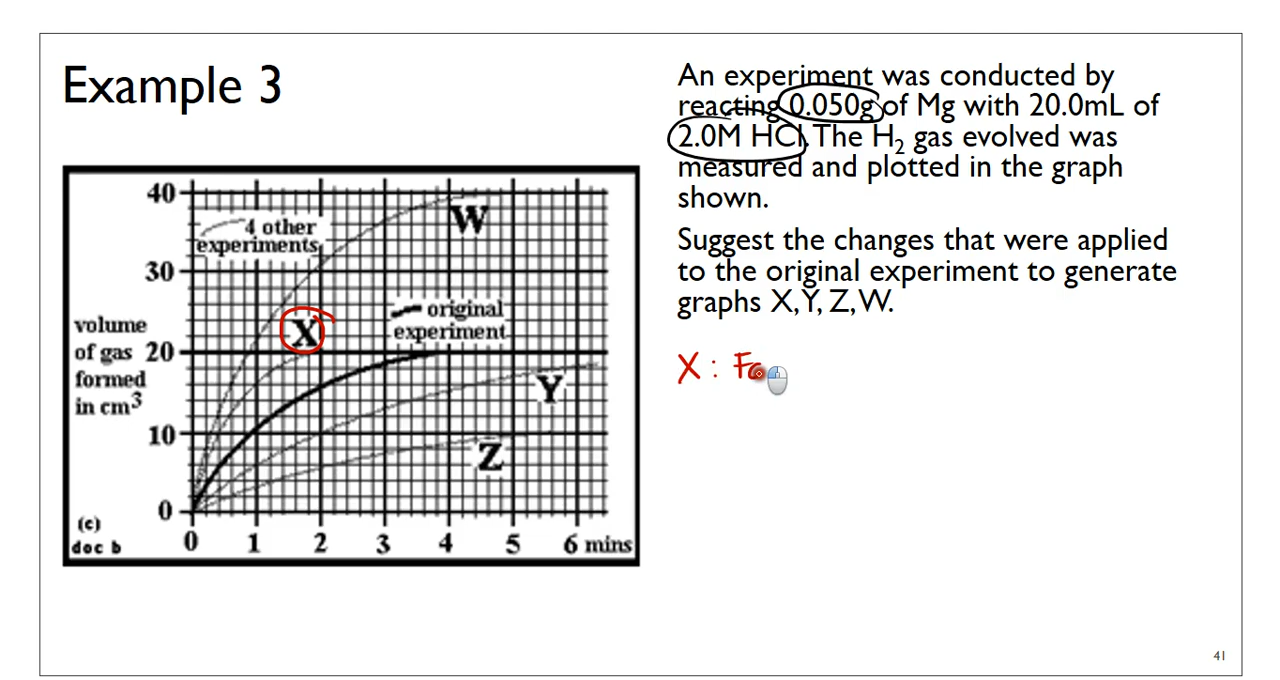 Example 3
An experiment was conducted by
reacting 0.050g of Mg with 20.0mL of
2.0M HCl. The H₂ gas evolved was
measured and plotted in the graph
shown.
Suggest the changes that were applied
to the original experiment to generate
graphs X, Y, Z, W.
X : F
40
30
20
10
0
volume
of gas
formed
in cm³
4 other
experiments
W
X
original
experiment
Y
Z
0 1 2 3 4 5 6 mins
(c)
doc b
41